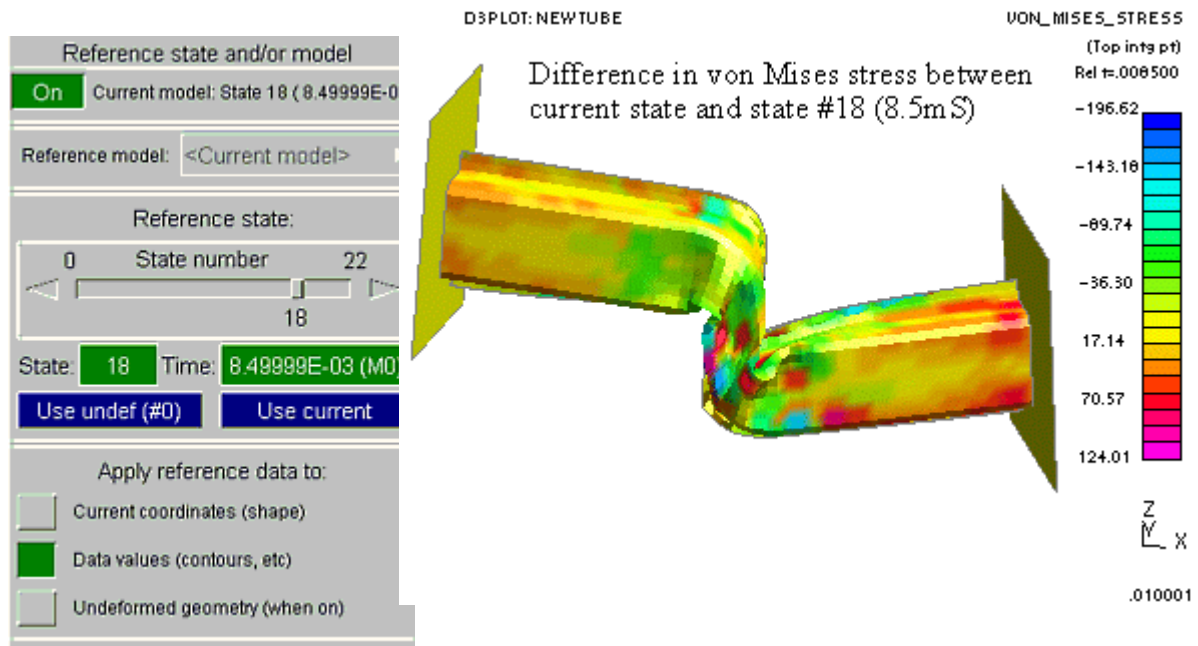 Reference state and/or model
On Current model: State 18 ( 8.49999E-0
Reference model: <Current model>
Reference state:
0 State number 22
18
State: 18 Time: 8.49999E-03 (M0)
Use undef (#0) Use current
Apply reference data to:
Current coordinates (shape)
Data values (contours, etc)
Undeformed geometry (when on)
D3PLOT: NEWTUBE
VON_MISES_STRESS
(Top intg pt)
Rel t=.008500
Difference in von Mises stress between
current state and state #18 (8.5mS)
-196.62
-143.18
-89.74
-36.30
17.14
70.57
124.01
Z
Y X
.010001